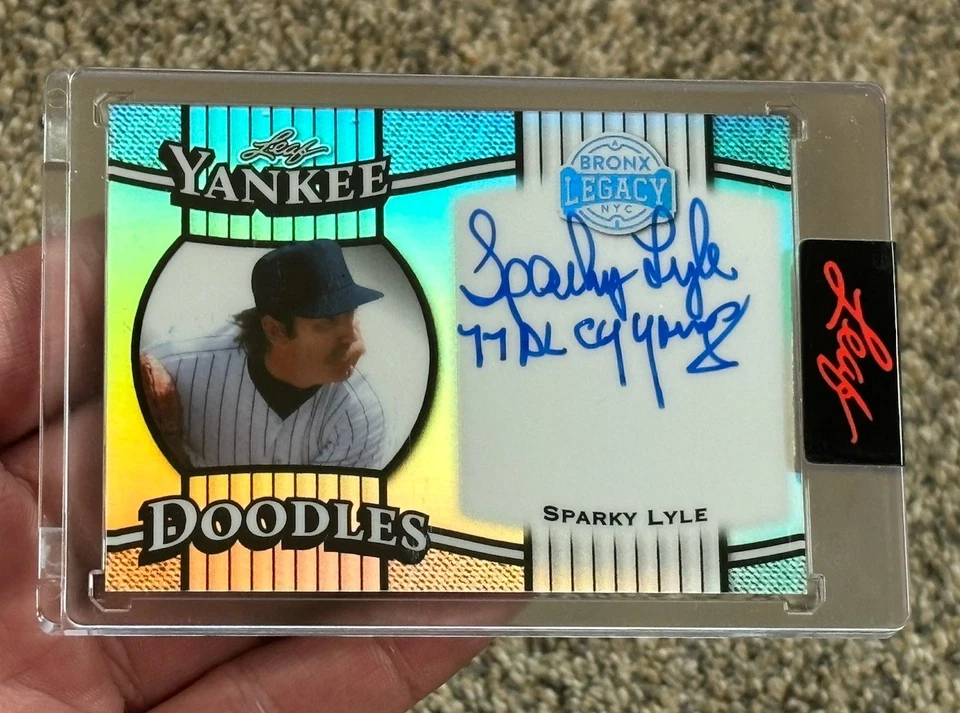 Leaf
YANKEE
DOODLES
BRONX
LEGACY
NYC
Sparky Lyle
77 AL CY Young
SPARKY LYLE
Leaf